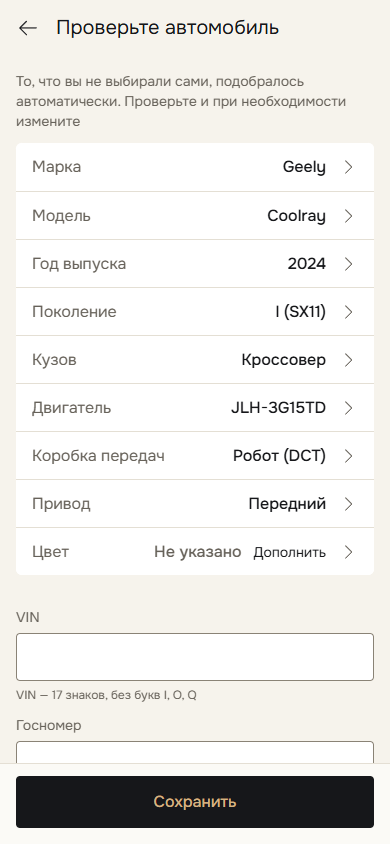 Проверьте автомобиль
То, что вы не выбирали сами, подобралось
автоматически. Проверьте и при необходимости
измените
Марка Geely
Модель Coolray
Год выпуска 2024
Поколение I (SX11)
Кузов Кроссовер
Двигатель JLH-3G15TD
Коробка передач Робот (DCT)
Привод Передний
Цвет Не указано Дополнить
VIN
VIN — 17 знаков, без букв I, O, Q
Госномер
Сохранить